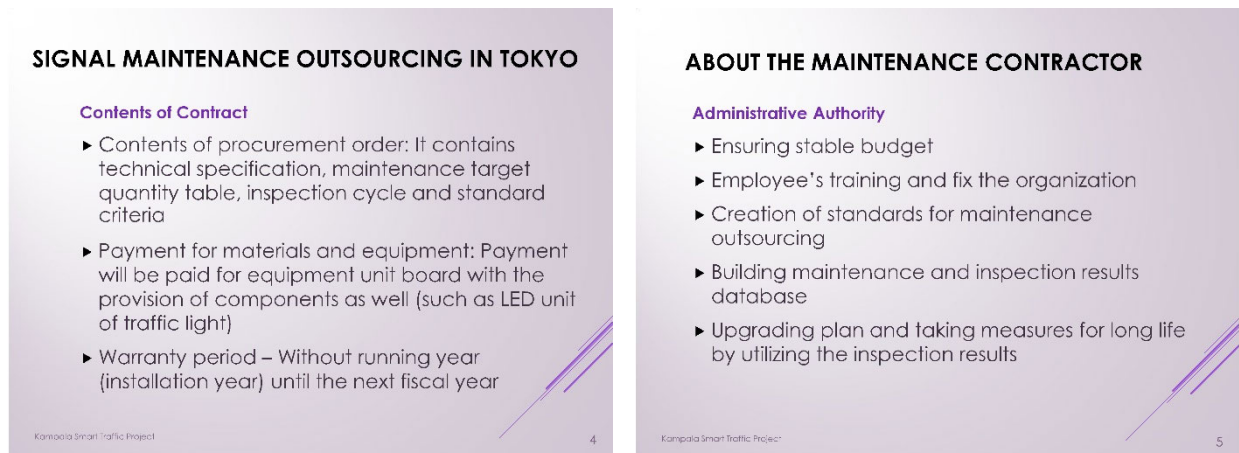 SIGNAL MAINTENANCE OUTSOURCING IN TOKYO
Contents of Contract
▶ Contents of procurement order: It contains
technical specification, maintenance target
quantity table, inspection cycle and standard
criteria
▶ Payment for materials and equipment: Payment
will be paid for equipment unit board with the
provision of components as well (such as LED unit
of traffic light)
▶ Warranty period – Without running year
(installation year) until the next fiscal year
Kampala Smart Traffic Project
4
ABOUT THE MAINTENANCE CONTRACTOR
Administrative Authority
▶ Ensuring stable budget
▶ Employee's training and fix the organization
▶ Creation of standards for maintenance
outsourcing
▶ Building maintenance and inspection results
database
▶ Upgrading plan and taking measures for long life
by utilizing the inspection results
Kampala Smart Traffic Project
5